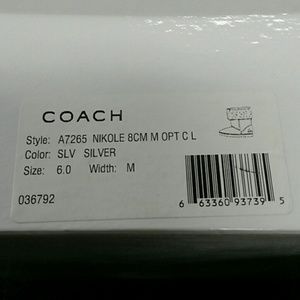 COACH
Style: A7265 NIKOLE 8CM M OPT C L
Color: SLV SILVER
Size: 6.0 Width: M
036792
6 63360 93739 5